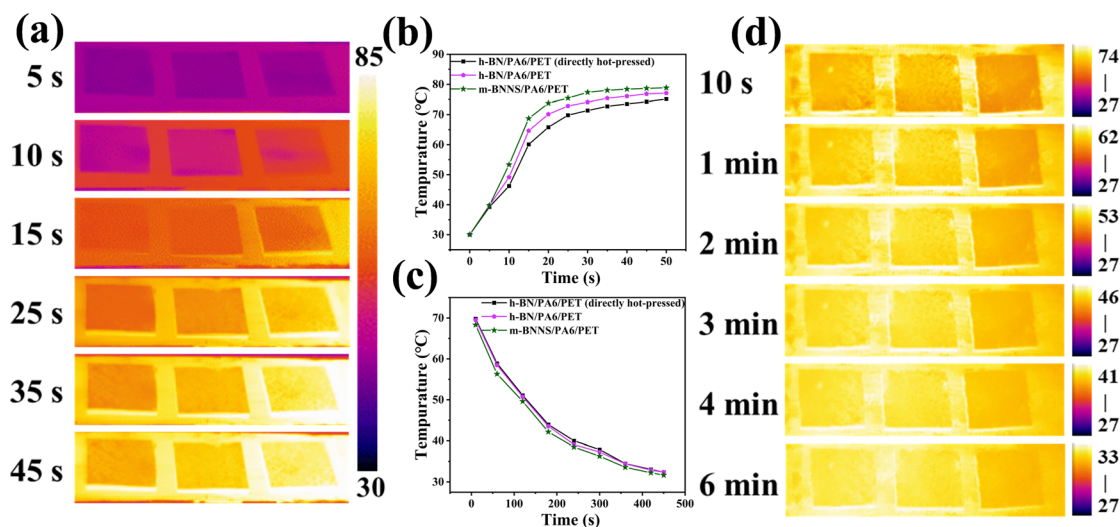 (a)
5 s
10 s
15 s
25 s
35 s
45 s
85
30
(b)
h-BN/PA6/PET (directly hot-pressed)
h-BN/PA6/PET
m-BNNS/PA6/PET
Tempurature (°C)
90
80
70
60
50
40
30
0 10 20 30 40 50
Time (s)
(c)
h-BN/PA6/PET (directly hot-pressed)
h-BN/PA6/PET
m-BNNS/PA6/PET
Tempurature (°C)
70
60
50
40
30
0 100 200 300 400 500
Time (s)
(d)
10 s
74
27
1 min
62
27
2 min
53
27
3 min
46
27
4 min
41
27
6 min
33
27